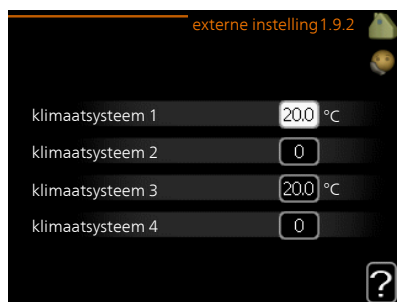 externe instelling 1.9.2
klimaatsysteem 1 20.0 °C
klimaatsysteem 2 0
klimaatsysteem 3 20.0 °C
klimaatsysteem 4 0
?